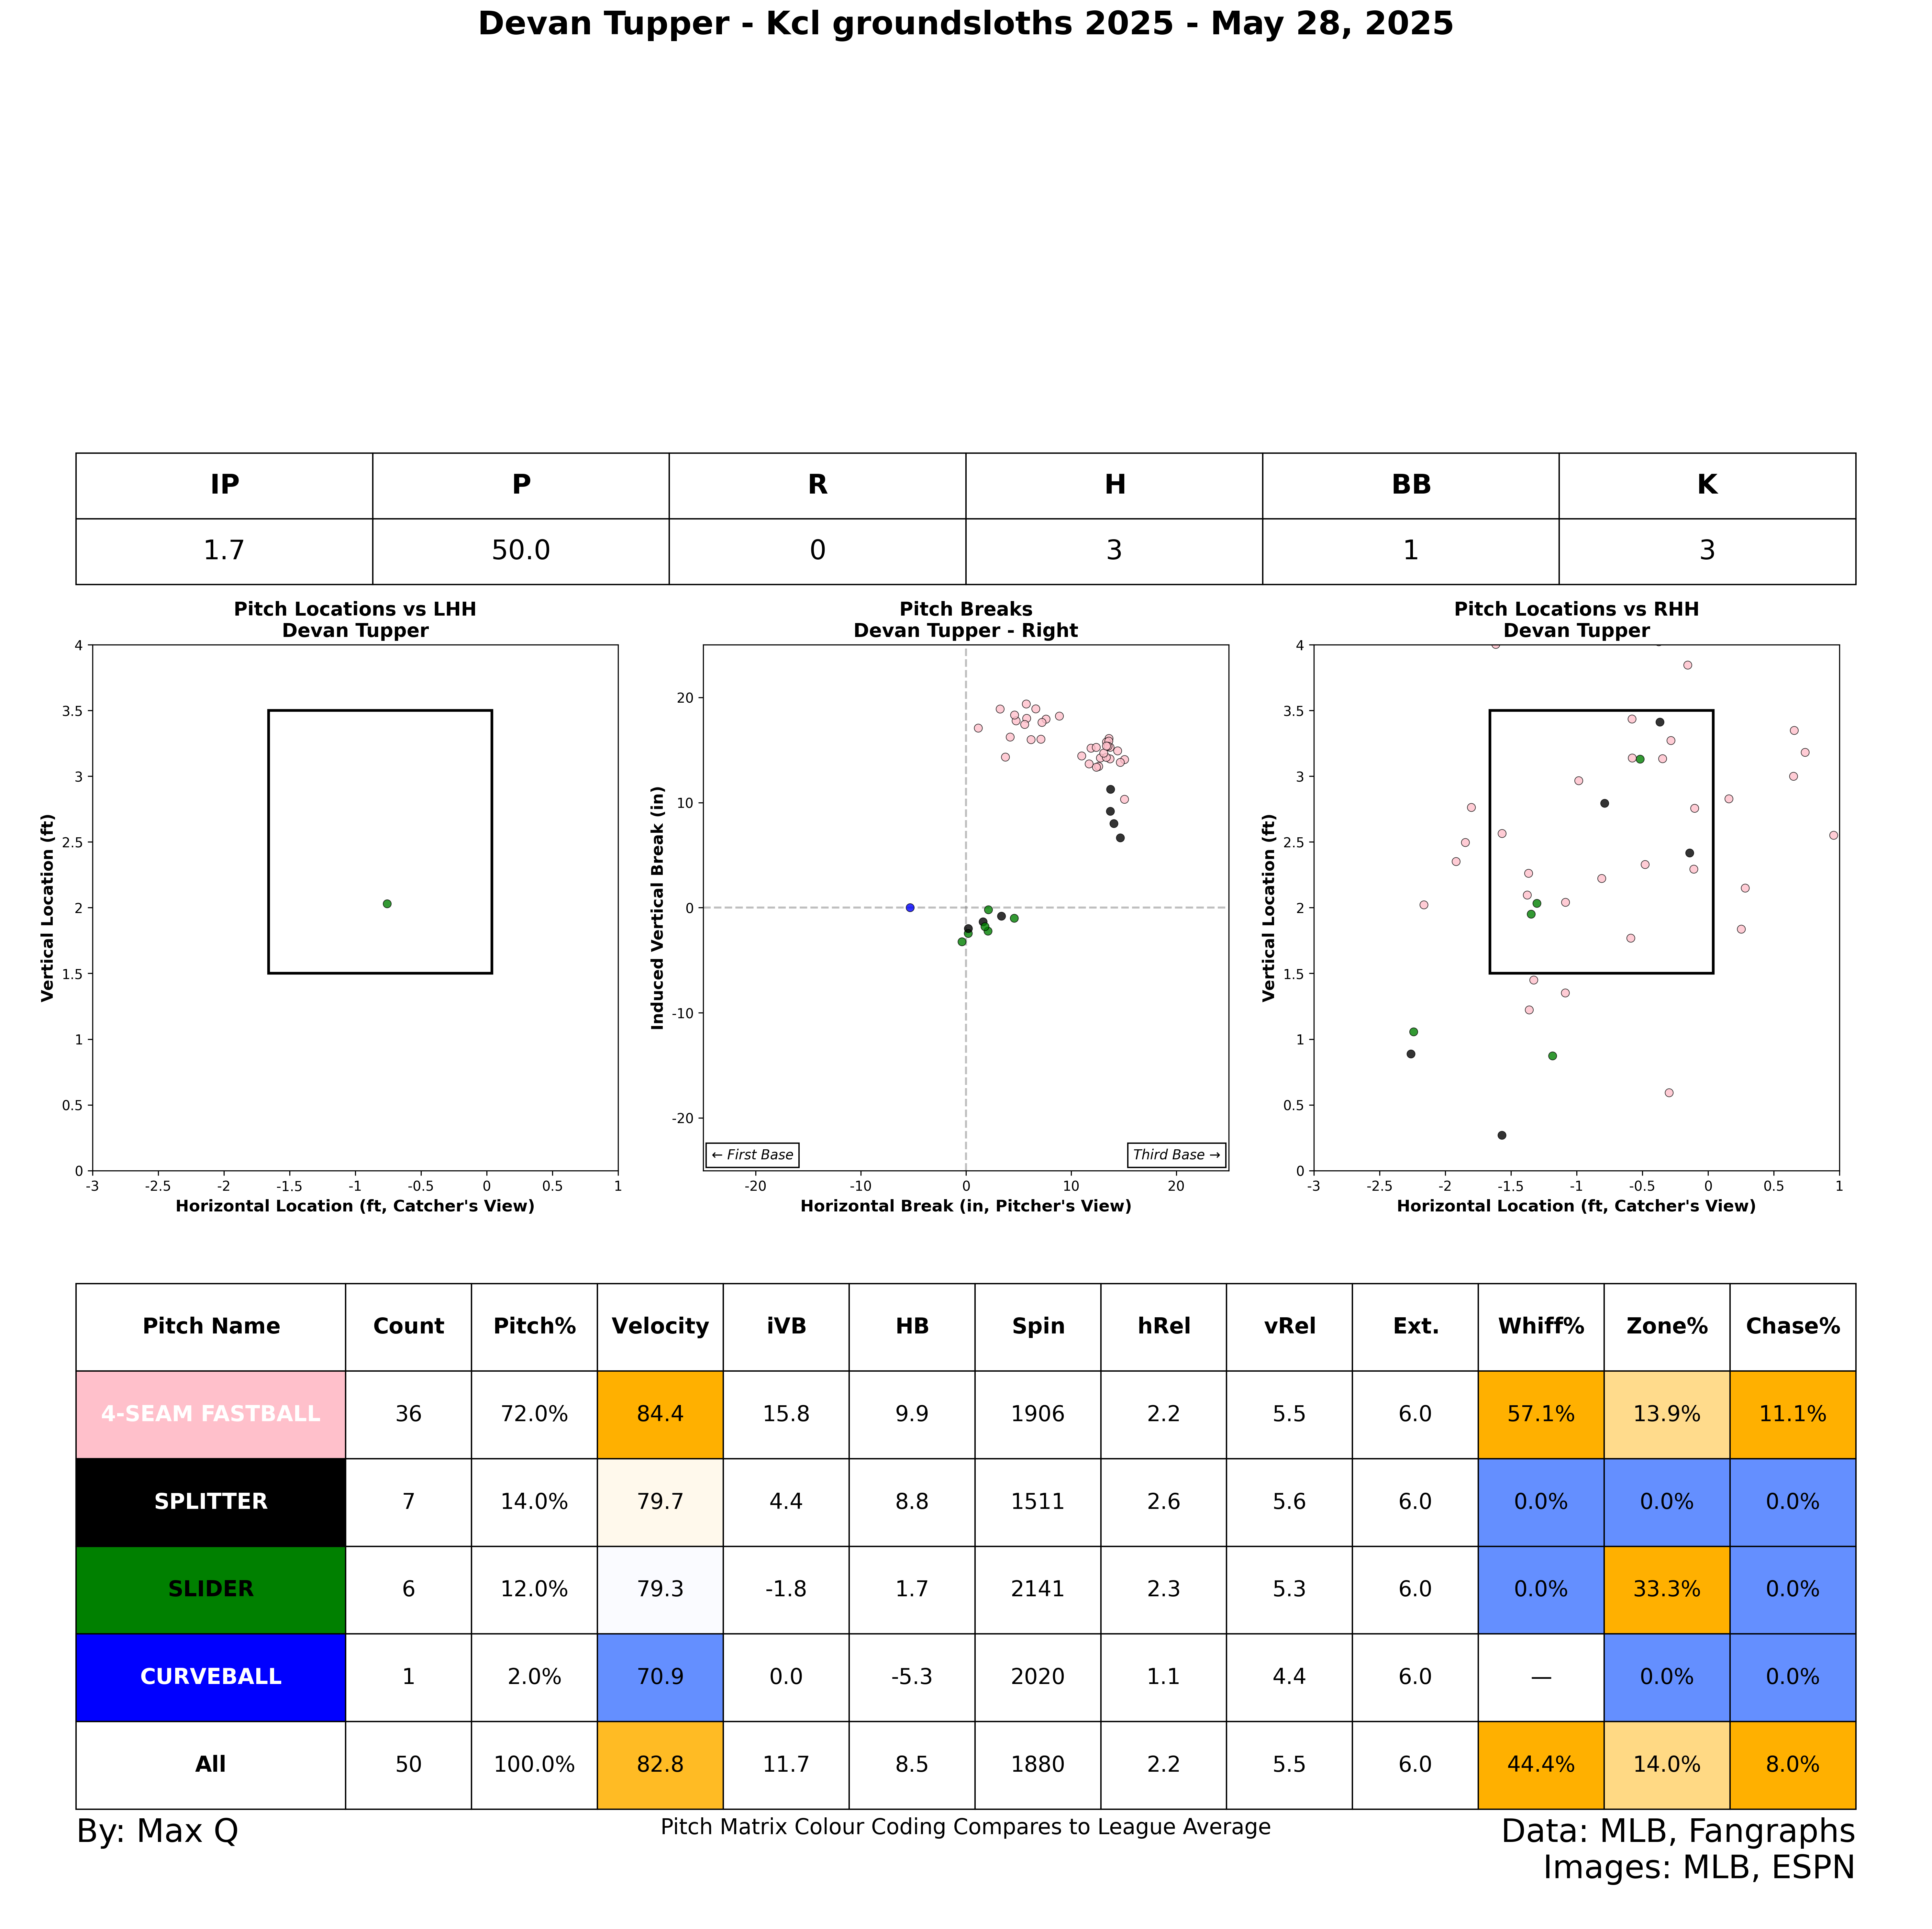 Devan Tupper - Kcl groundsloths 2025 - May 28, 2025
IP P R H BB K
1.7 50.0 0 3 1 3
Pitch Locations vs LHH
Devan Tupper
4
3.5
3
2.5
2
1.5
1
0.5
0
-3 -2.5 -2 -1.5 -1 -0.5 0 0.5 1
Vertical Location (ft)
Horizontal Location (ft, Catcher's View)
Pitch Breaks
Devan Tupper - Right
20
10
0
-10
-20
← First Base
Third Base →
-20 -10 0 10 20
Induced Vertical Break (in)
Horizontal Break (in, Pitcher's View)
Pitch Locations vs RHH
Devan Tupper
4
3.5
3
2.5
2
1.5
1
0.5
0
-3 -2.5 -2 -1.5 -1 -0.5 0 0.5 1
Vertical Location (ft)
Horizontal Location (ft, Catcher's View)
Pitch Name Count Pitch% Velocity iVB HB Spin hRel vRel Ext. Whiff% Zone% Chase%
4-SEAM FASTBALL 36 72.0% 84.4 15.8 9.9 1906 2.2 5.5 6.0 57.1% 13.9% 11.1%
SPLITTER 7 14.0% 79.7 4.4 8.8 1511 2.6 5.6 6.0 0.0% 0.0% 0.0%
SLIDER 6 12.0% 79.3 -1.8 1.7 2141 2.3 5.3 6.0 0.0% 33.3% 0.0%
CURVEBALL 1 2.0% 70.9 0.0 -5.3 2020 1.1 4.4 6.0 — 0.0% 0.0%
All 50 100.0% 82.8 11.7 8.5 1880 2.2 5.5 6.0 44.4% 14.0% 8.0%
By: Max Q
Pitch Matrix Colour Coding Compares to League Average
Data: MLB, Fangraphs
Images: MLB, ESPN